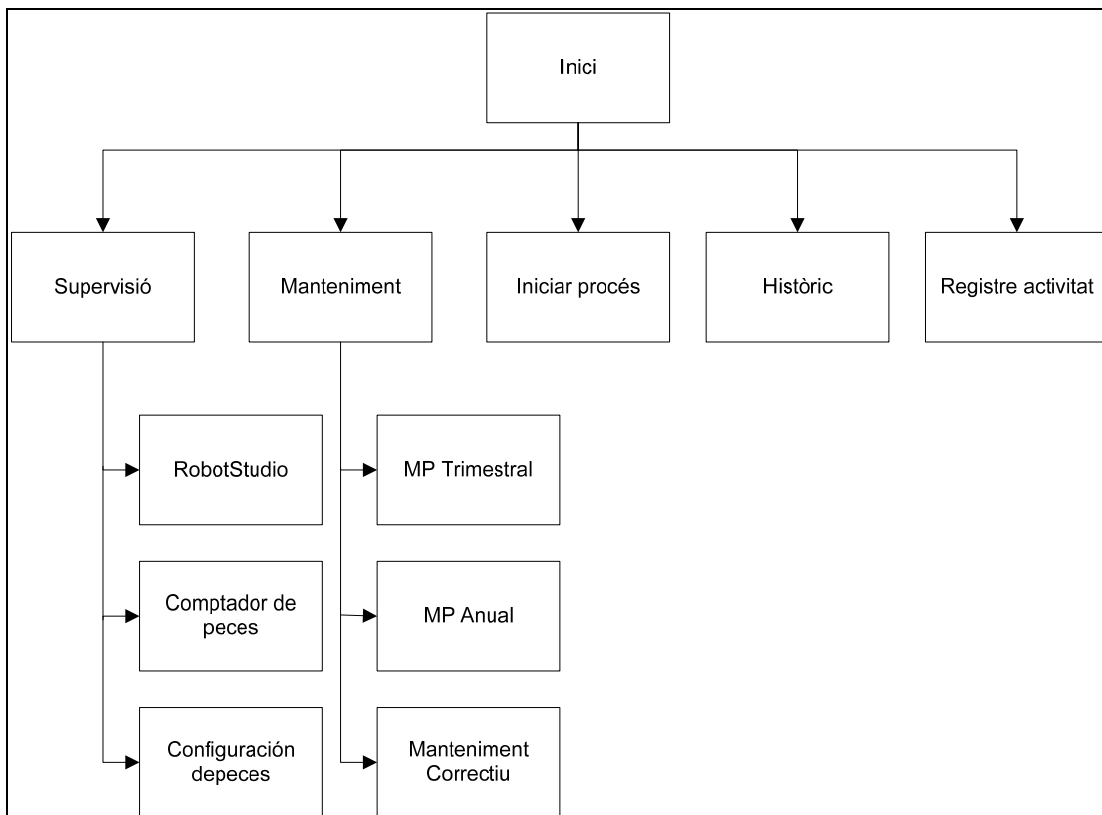 Inici
Supervisió
Manteniment
Iniciar procés
Històric
Registre activitat
RobotStudio
MP Trimestral
Comptador de
peces
MP Anual
Configuración
depeces
Manteniment
Correctiu